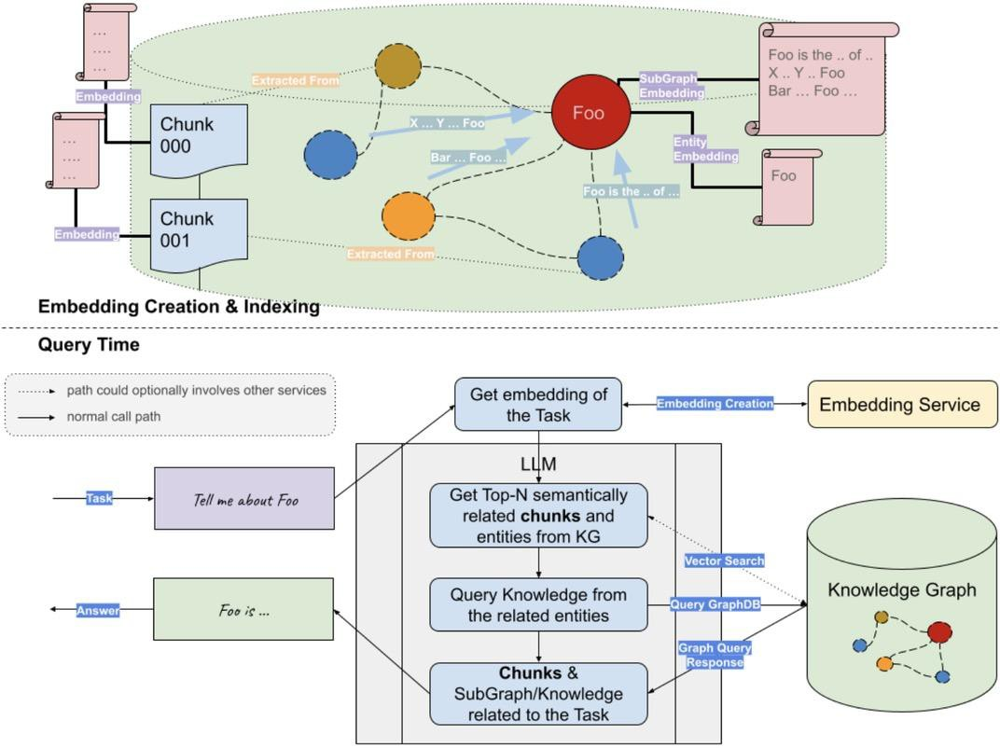 ...
....
...
Embedding
...
...
...
Embedding
Chunk
000
Chunk
001
Extracted From
X ... Y ... Foo
Bar ... Foo ...
Foo is the .. of ...
Extracted From
Foo
SubGraph
Embedding
Entity
Embedding
Foo is the .. of ..
X .. Y .. Foo
Bar ... Foo ...
Foo
Embedding Creation & Indexing
Query Time
path could optionally involves other services
normal call path
Task
Tell me about Foo
Answer
Foo is ...
Get embedding of
the Task
Embedding Creation
Embedding Service
LLM
Get Top-N semantically
related chunks and
entities from KG
Vector Search
Query Knowledge from
the related entities
Query GraphDB
Graph Query
Response
Chunks &
SubGraph/Knowledge
related to the Task
Knowledge Graph